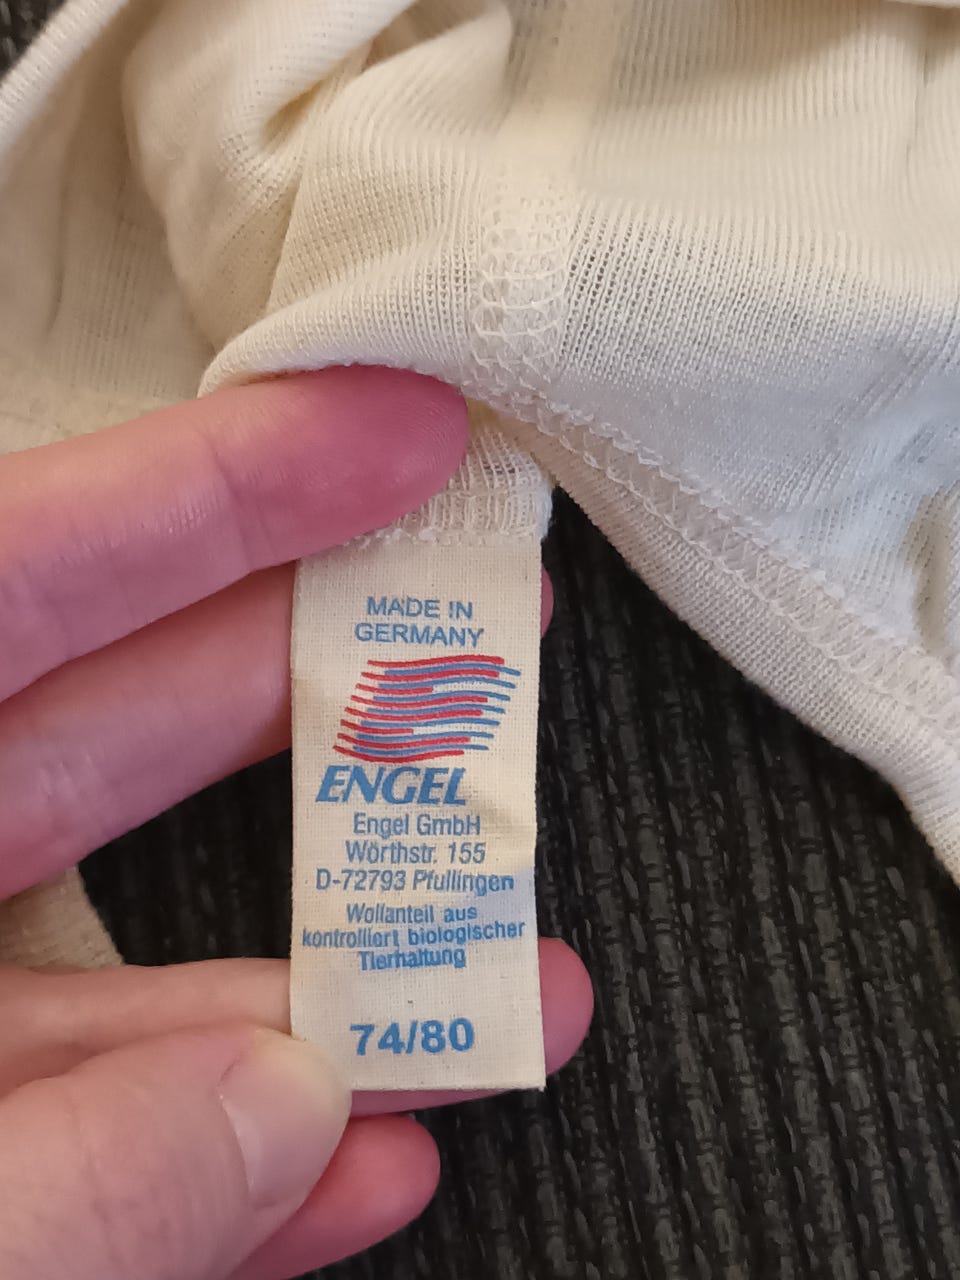 MADE IN
GERMANY
ENGEL
Engel GmbH
Wörthstr. 155
D-72793 Pfullingen
Wollanteil aus
kontrolliert biologischer
Tierhaltung
74/80